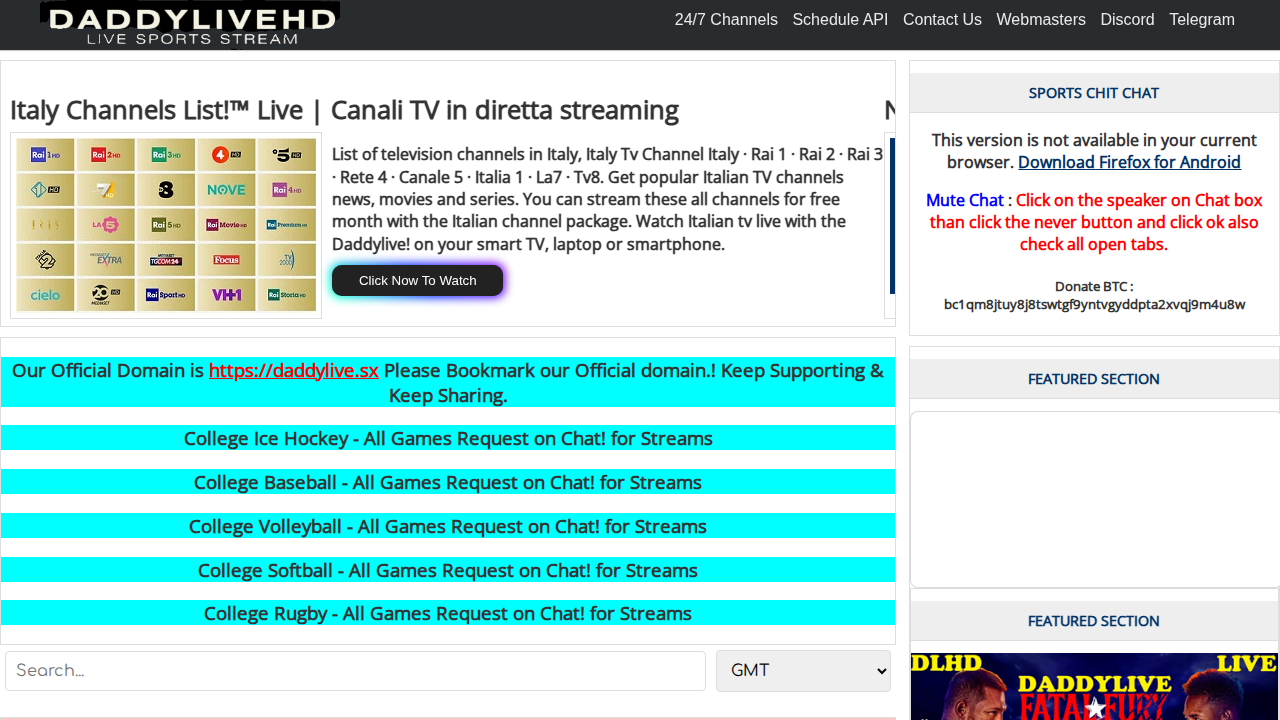 DADDYLIVEHD
LIVE SPORTS STREAM
24/7 Channels Schedule API Contact Us Webmasters Discord Telegram
Italy Channels List!™ Live | Canali TV in diretta streaming
Rai 1 HD Rai 2 HD Rai 3 HD 4 HD 5 HD
1 HD 7 HD 8 NOVE Rai 4 HD
IRIS LA 5 Rai 5 HD Rai Movie HD Rai Premium HD
MEDIASET EXTRA MEDIASET TGCOM24 Focus TV 2000
cielo 20 HD MEDIASET Rai Sport HD VH1 Rai Storia HD
List of television channels in Italy, Italy Tv Channel Italy · Rai 1 · Rai 2 · Rai 3
· Rete 4 · Canale 5 · Italia 1 · La7 · Tv8. Get popular Italian TV channels
news, movies and series. You can stream these all channels for free
month with the Italian channel package. Watch Italian tv live with the
Daddylive! on your smart TV, laptop or smartphone.
Click Now To Watch
Our Official Domain is https://daddylive.sx Please Bookmark our Official domain.! Keep Supporting &
Keep Sharing.
College Ice Hockey - All Games Request on Chat! for Streams
College Baseball - All Games Request on Chat! for Streams
College Volleyball - All Games Request on Chat! for Streams
College Softball - All Games Request on Chat! for Streams
College Rugby - All Games Request on Chat! for Streams
Search...
GMT
SPORTS CHIT CHAT
This version is not available in your current
browser. Download Firefox for Android
Mute Chat : Click on the speaker on Chat box
than click the never button and click ok also
check all open tabs.
Donate BTC :
bc1qm8jtuy8j8tswtgf9yntvgyddpta2xvqj9m4u8w
FEATURED SECTION
FEATURED SECTION
DLHD LIVE
DADDYLIVE
FATAL FURY